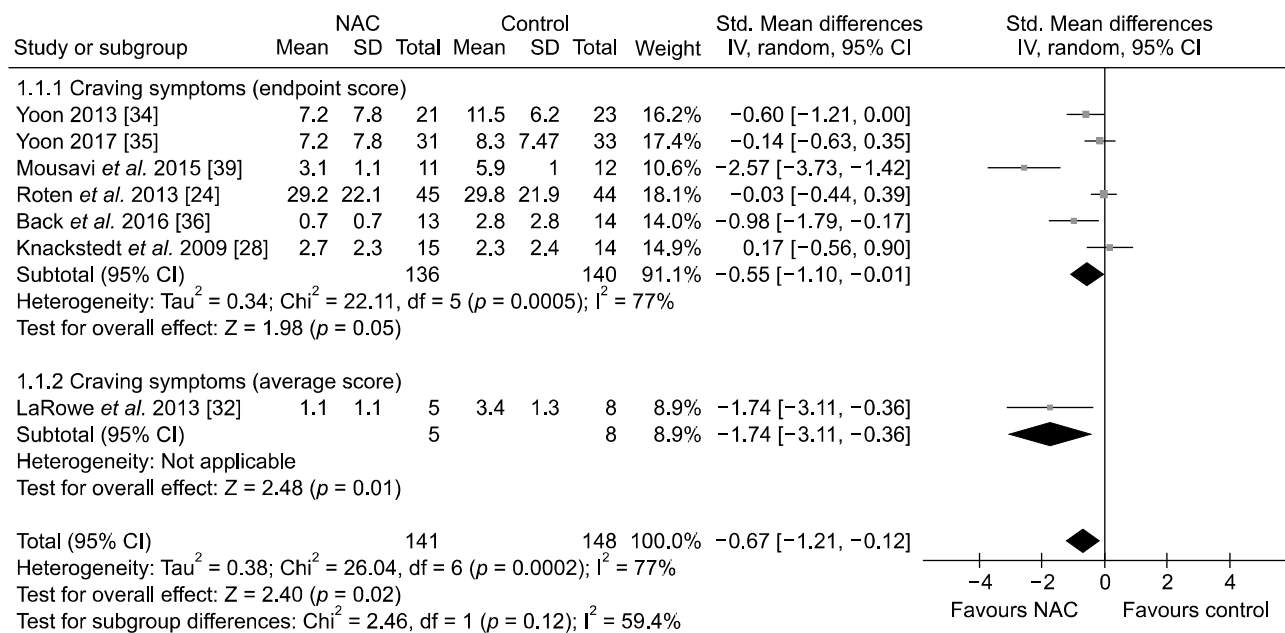 NAC Control Std. Mean differences Std. Mean differences
Study or subgroup Mean SD Total Mean SD Total Weight IV, random, 95% CI IV, random, 95% CI
1.1.1 Craving symptoms (endpoint score)
Yoon 2013 [34] 7.2 7.8 21 11.5 6.2 23 16.2% −0.60 [−1.21, 0.00]
Yoon 2017 [35] 7.2 7.8 31 8.3 7.47 33 17.4% −0.14 [−0.63, 0.35]
Mousavi et al. 2015 [39] 3.1 1.1 11 5.9 1 12 10.6% −2.57 [−3.73, −1.42]
Roten et al. 2013 [24] 29.2 22.1 45 29.8 21.9 44 18.1% −0.03 [−0.44, 0.39]
Back et al. 2016 [36] 0.7 0.7 13 2.8 2.8 14 14.0% −0.98 [−1.79, −0.17]
Knackstedt et al. 2009 [28] 2.7 2.3 15 2.3 2.4 14 14.9% 0.17 [−0.56, 0.90]
Subtotal (95% CI) 136 140 91.1% −0.55 [−1.10, −0.01]
Heterogeneity: Tau² = 0.34; Chi² = 22.11, df = 5 (p = 0.0005); I² = 77%
Test for overall effect: Z = 1.98 (p = 0.05)
1.1.2 Craving symptoms (average score)
LaRowe et al. 2013 [32] 1.1 1.1 5 3.4 1.3 8 8.9% −1.74 [−3.11, −0.36]
Subtotal (95% CI) 5 8 8.9% −1.74 [−3.11, −0.36]
Heterogeneity: Not applicable
Test for overall effect: Z = 2.48 (p = 0.01)
Total (95% CI) 141 148 100.0% −0.67 [−1.21, −0.12]
Heterogeneity: Tau² = 0.38; Chi² = 26.04, df = 6 (p = 0.0002); I² = 77%
Test for overall effect: Z = 2.40 (p = 0.02)
Test for subgroup differences: Chi² = 2.46, df = 1 (p = 0.12); I² = 59.4%
−4 −2 0 2 4
Favours NAC Favours control